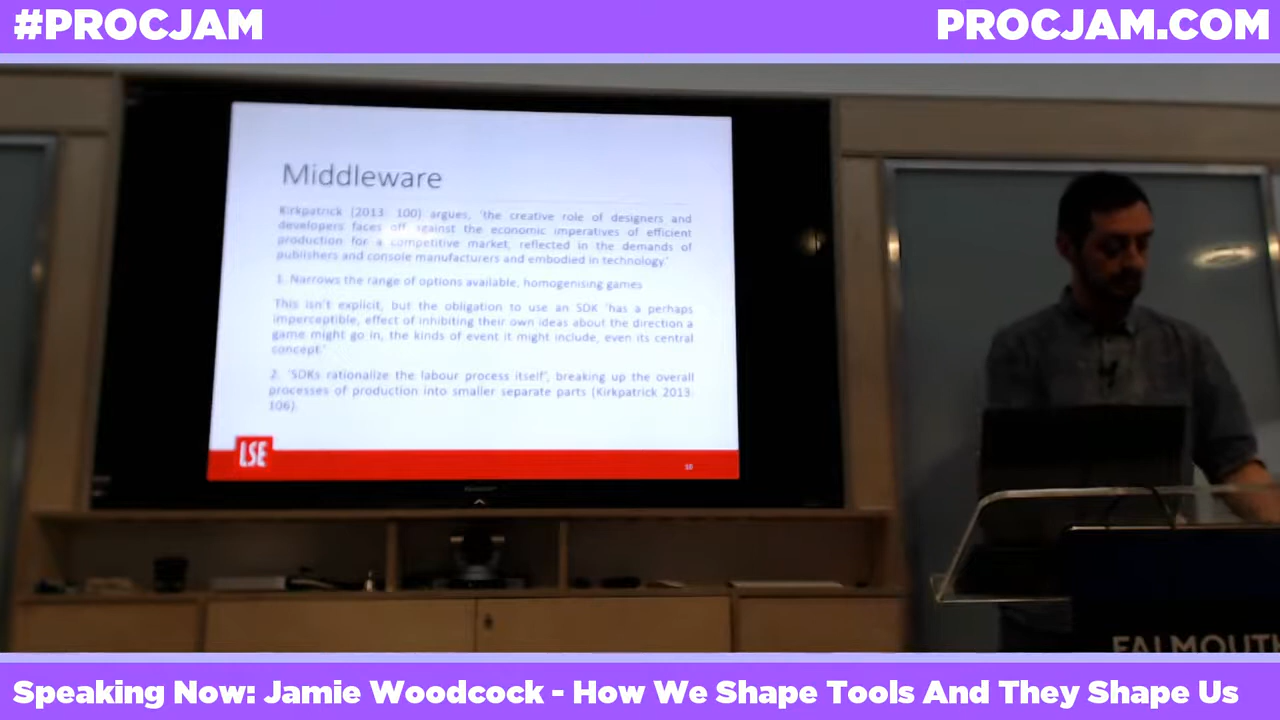 #PROCJAM
PROCJAM.COM
Middleware
Kirkpatrick (2013: 100) argues, 'the creative role of designers and
developers faces off against the economic imperatives of efficient
production for a competitive market, reflected in the demands of
publishers and console manufacturers and embodied in technology.'
1. Narrows the range of options available, homogenising games
This isn't explicit, but the obligation to use an SDK 'has a perhaps
imperceptible, effect of inhibiting their own ideas about the direction a
game might go in, the kinds of event it might include, even its central
concept.'
2. 'SDKs rationalize the labour process itself', breaking up the overall
processes of production into smaller separate parts (Kirkpatrick 2013:
106).
LSE
10
FALMOUTH
Speaking Now: Jamie Woodcock - How We Shape Tools And They Shape Us